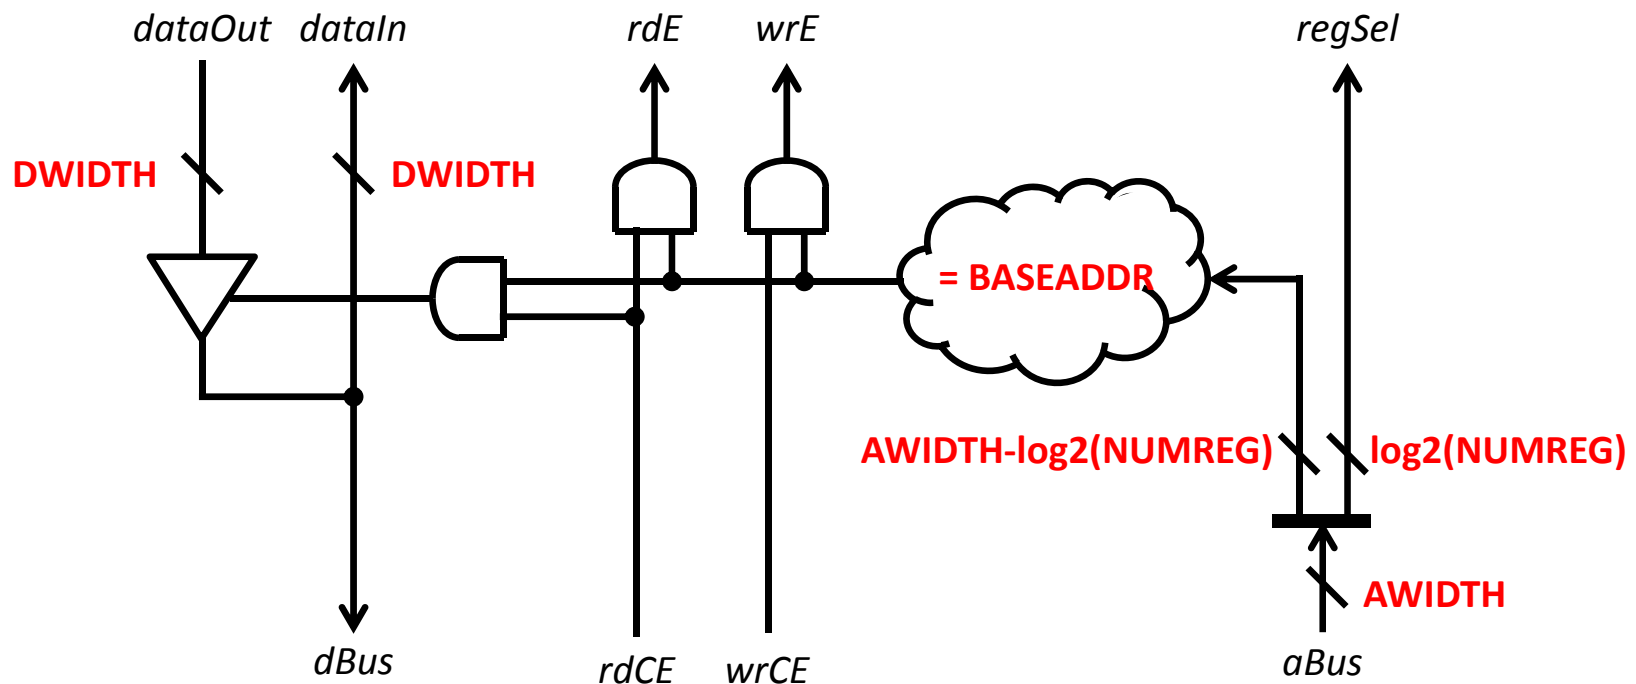 dataOut dataIn rdE wrE regSel
DWIDTH DWIDTH
= BASEADDR
AWIDTH-log2(NUMREG) log2(NUMREG)
AWIDTH
dBus rdCE wrCE aBus